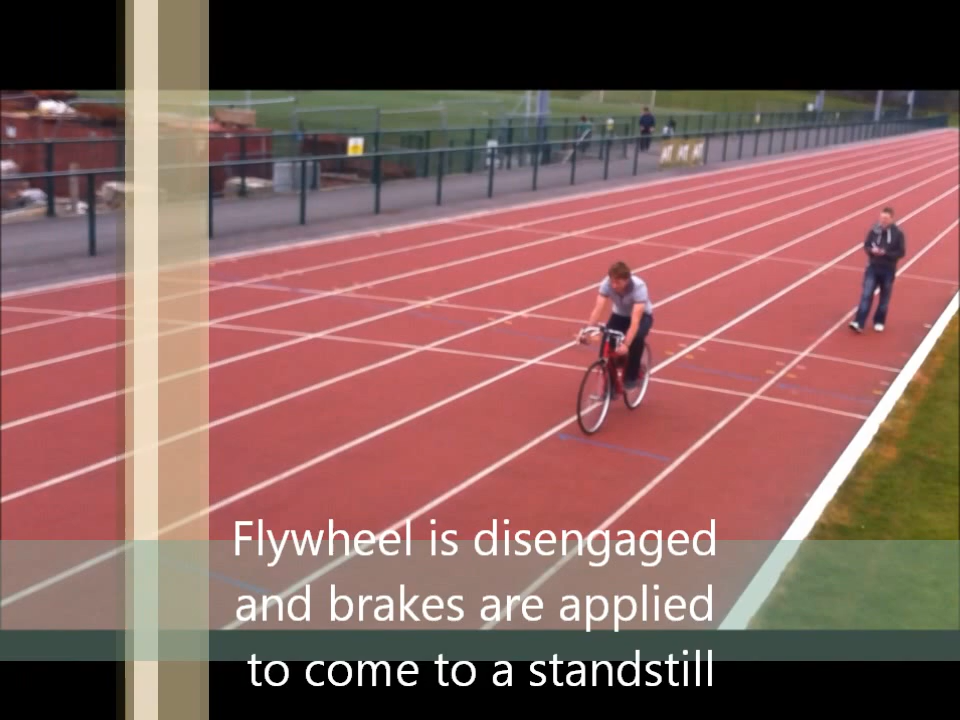 Flywheel is disengaged
and brakes are applied
to come to a standstill